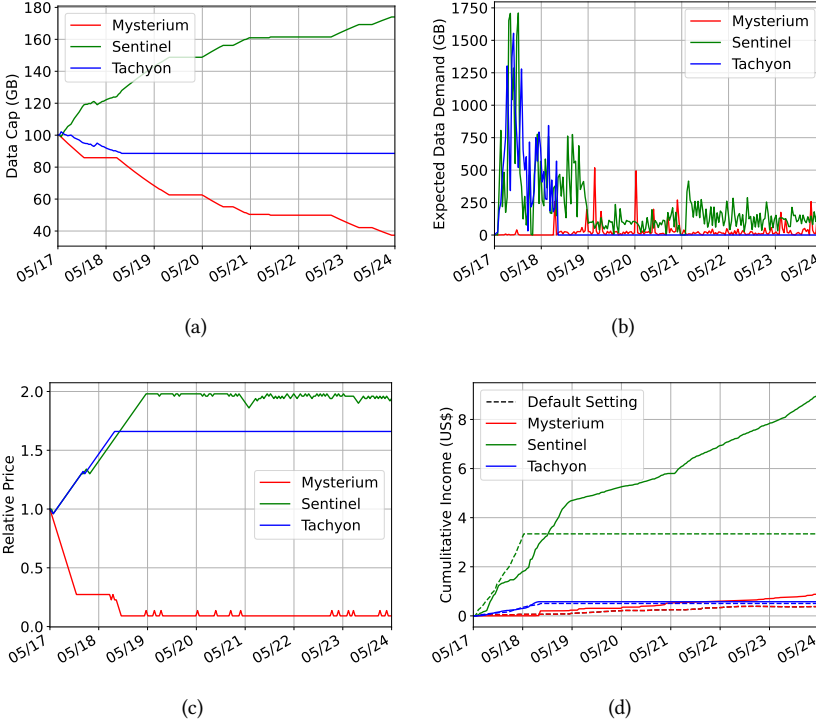 180
160
140
120
100
80
60
40
Data Cap (GB)
Mysterium
Sentinel
Tachyon
05/17
05/18
05/19
05/20
05/21
05/22
05/23
05/24
(a)
1750
1500
1250
1000
750
500
250
0
Expected Data Demand (GB)
Mysterium
Sentinel
Tachyon
05/17
05/18
05/19
05/20
05/21
05/22
05/23
05/24
(b)
2.0
1.5
1.0
0.5
0.0
Relative Price
Mysterium
Sentinel
Tachyon
05/17
05/18
05/19
05/20
05/21
05/22
05/23
05/24
(c)
8
6
4
2
0
Cumulitative Income (US$)
Default Setting
Mysterium
Sentinel
Tachyon
05/17
05/18
05/19
05/20
05/21
05/22
05/23
05/24
(d)